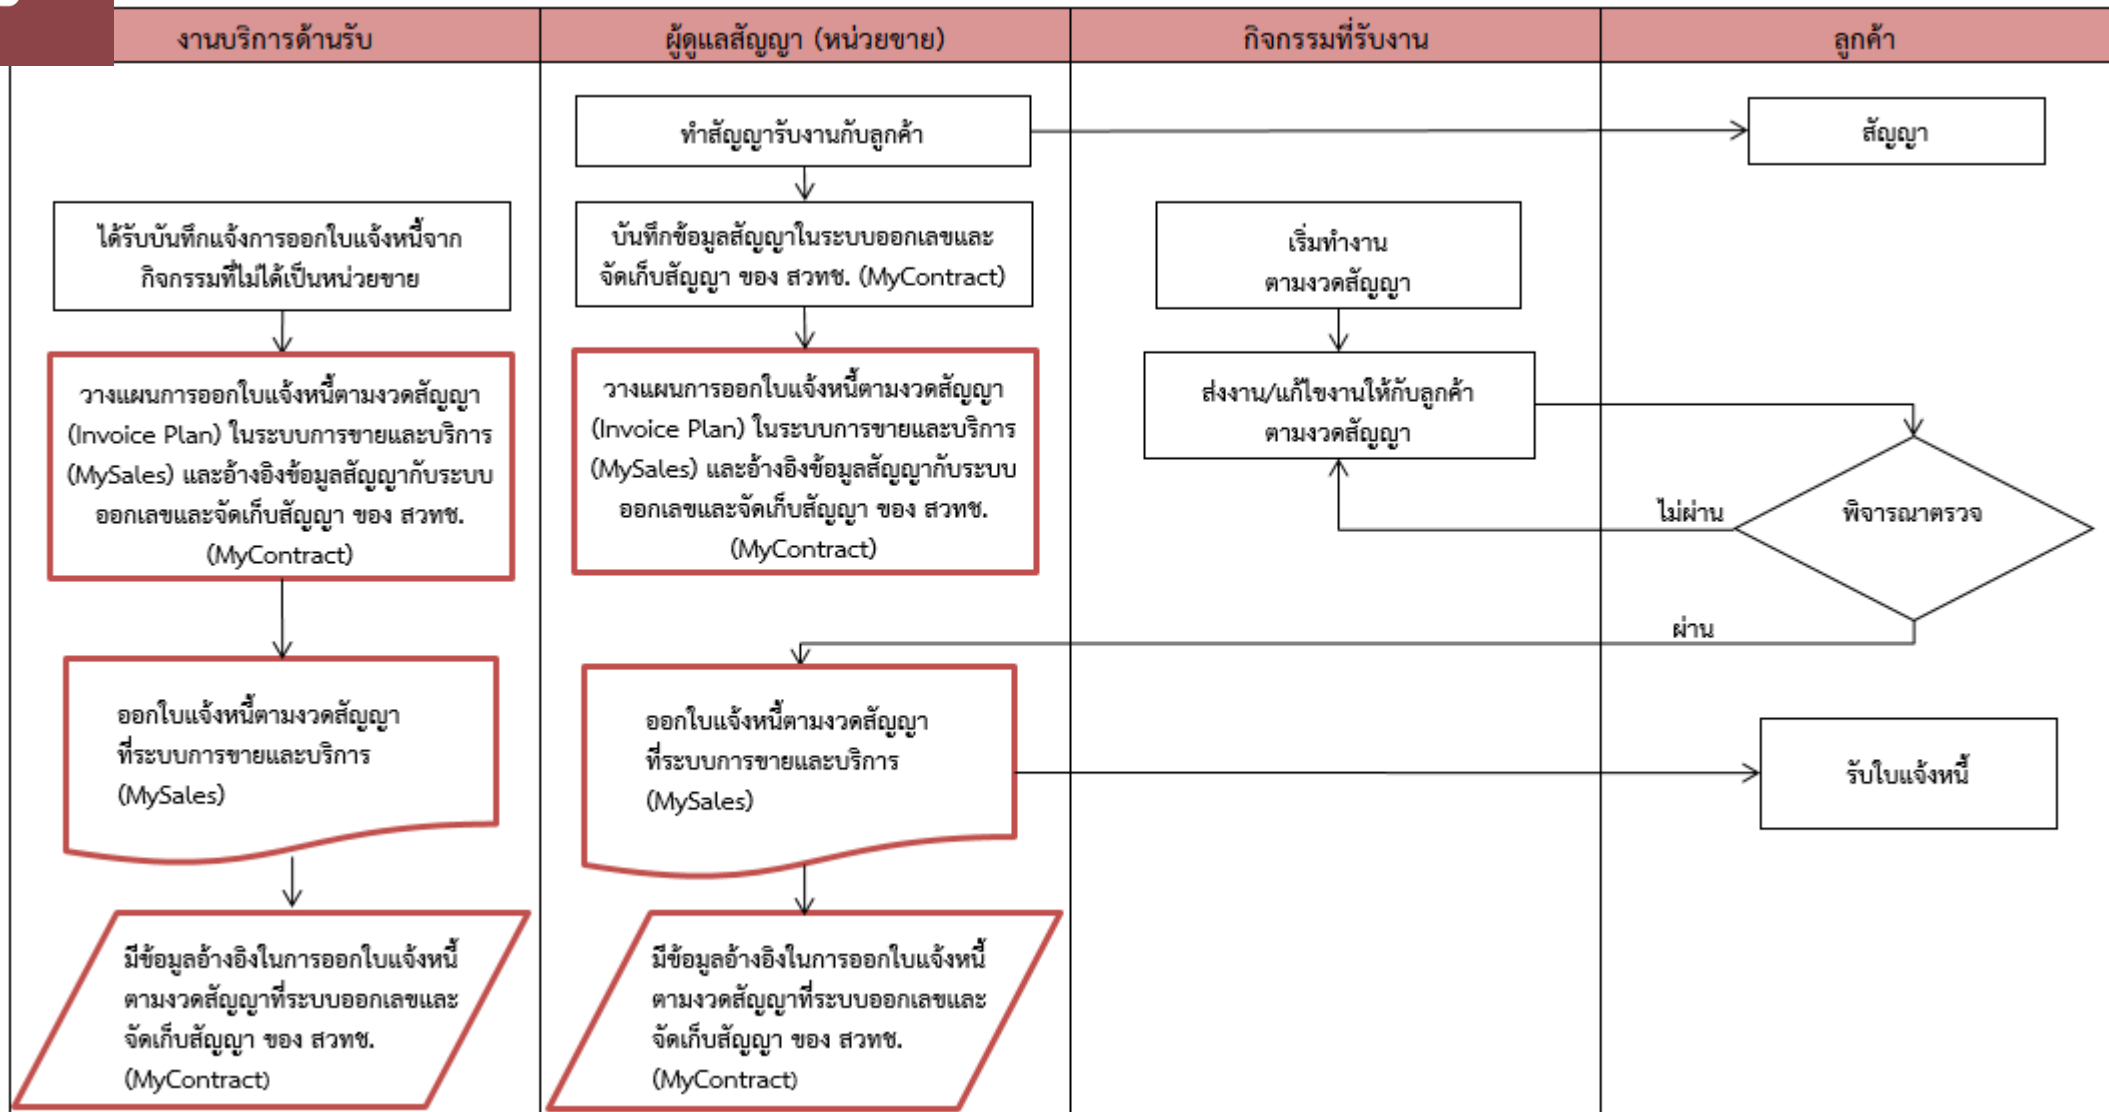 งานบริการด้านรับ
ผู้ดูแลสัญญา (หน่วยขาย)
กิจกรรมที่รับงาน
ลูกค้า
ทำสัญญารับงานกับลูกค้า
สัญญา
ได้รับบันทึกแจ้งการออกใบแจ้งหนี้จาก
กิจกรรมที่ไม่ได้เป็นหน่วยขาย
บันทึกข้อมูลสัญญาในระบบออกเลขและ
จัดเก็บสัญญา ของ สวทช. (MyContract)
เริ่มทำงาน
ตามงวดสัญญา
วางแผนการออกใบแจ้งหนี้ตามงวดสัญญา
(Invoice Plan) ในระบบการขายและบริการ
(MySales) และอ้างอิงข้อมูลสัญญากับระบบ
ออกเลขและจัดเก็บสัญญา ของ สวทช.
(MyContract)
วางแผนการออกใบแจ้งหนี้ตามงวดสัญญา
(Invoice Plan) ในระบบการขายและบริการ
(MySales) และอ้างอิงข้อมูลสัญญากับระบบ
ออกเลขและจัดเก็บสัญญา ของ สวทช.
(MyContract)
ส่งงาน/แก้ไขงานให้กับลูกค้า
ตามงวดสัญญา
ไม่ผ่าน
พิจารณาตรวจ
ผ่าน
ออกใบแจ้งหนี้ตามงวดสัญญา
ที่ระบบการขายและบริการ
(MySales)
ออกใบแจ้งหนี้ตามงวดสัญญา
ที่ระบบการขายและบริการ
(MySales)
รับใบแจ้งหนี้
มีข้อมูลอ้างอิงในการออกใบแจ้งหนี้
ตามงวดสัญญาที่ระบบออกเลขและ
จัดเก็บสัญญา ของ สวทช.
(MyContract)
มีข้อมูลอ้างอิงในการออกใบแจ้งหนี้
ตามงวดสัญญาที่ระบบออกเลขและ
จัดเก็บสัญญา ของ สวทช.
(MyContract)